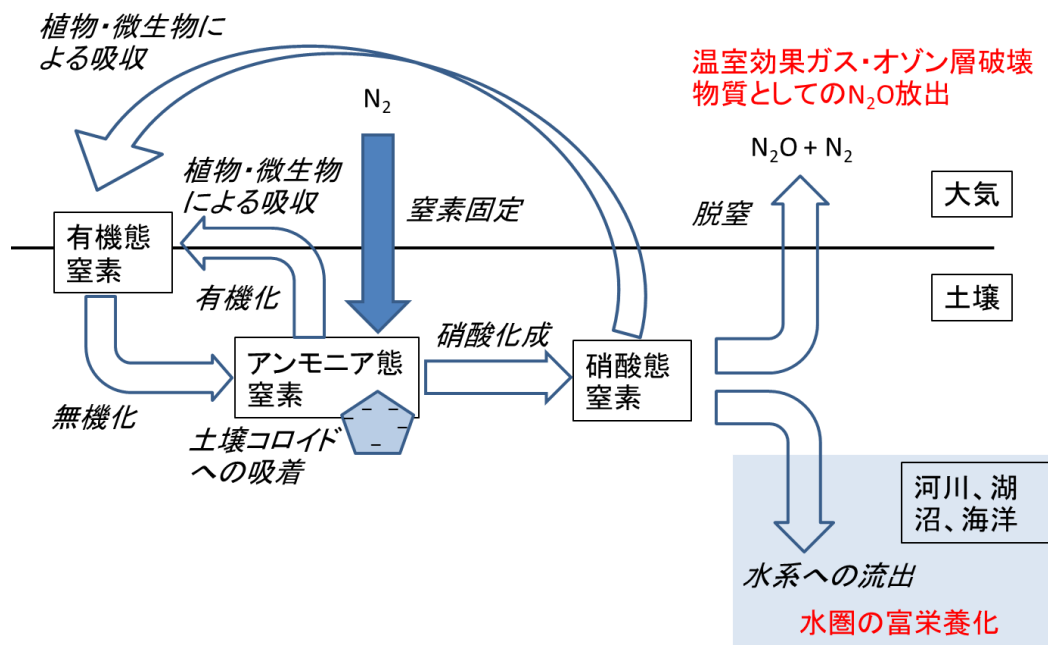 植物・微生物に
よる吸収
温室効果ガス・オゾン層破壊
物質としてのN₂O放出
N₂
N₂O + N₂
植物・微生物
による吸収
窒素固定
脱窒
大気
有機態
窒素
土壌
有機化
硝酸化成
アンモニア態
窒素
硝酸態
窒素
無機化
土壌コロイド
への吸着
− − − − −
河川、湖
沼、海洋
水系への流出
水圏の富栄養化